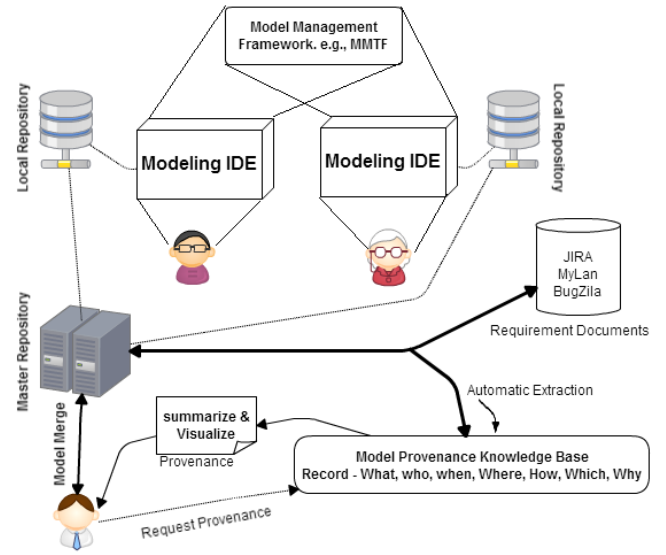 Model Management
Framework. e.g., MMTF
Local Repository
Modeling IDE
Modeling IDE
Local Repository
JIRA
MyLan
BugZila
Requirement Documents
Master Repository
Automatic Extraction
summarize &
Visualize
Provenance
Model Merge
Model Provenance Knowledge Base
Record - What, who, when, Where, How, Which, Why
Request Provenance